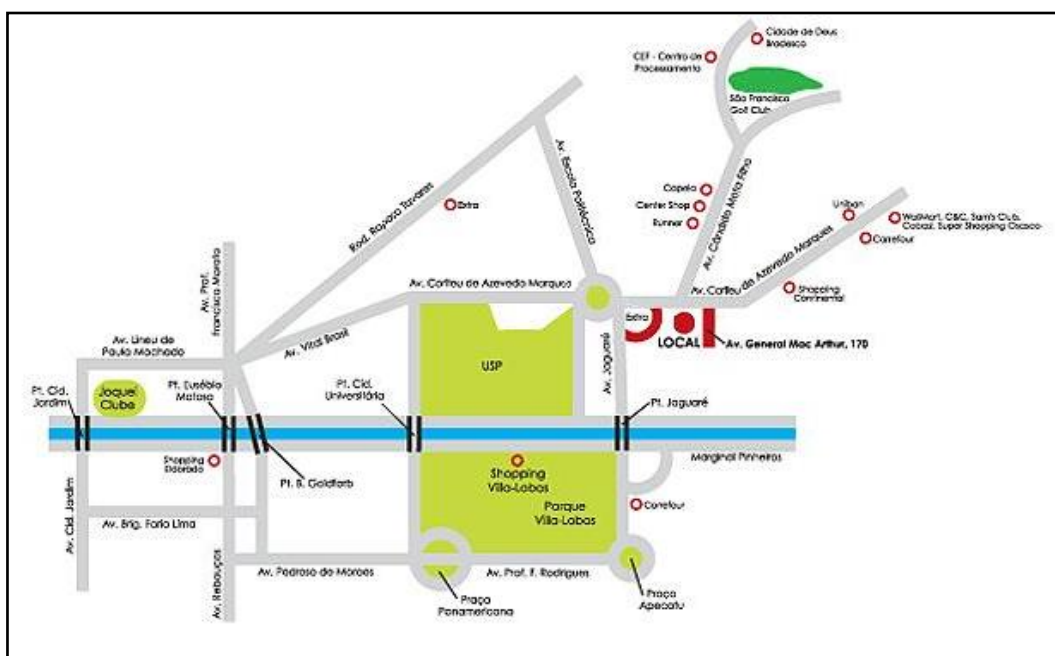 Cidade de Deus
Bradesco
CEF - Centro de
Processamento
São Francisco
Golf Club
Av. Escola Politécnica
Rod. Raposo Tavares
Extra
Capela
Center Shop
Runner
Av. Cândido Mota Filho
Uniban
WallMart, C&C, Sam's Club,
Cobasi, Super Shopping Osasco
Carrefour
Av. Corifeu de Azevedo Marques
Shopping
Continental
Av. Prof.
Francisco Morato
Av. Corifeu de Azevedo Marques
Extra
LOCAL
Av. General Mac Arthur, 170
Av. Vital Brasil
Av. Lineu de
Paula Machado
USP
Av. Jaguaré
Pt. Cid.
Jardim
Joquei
Clube
Pt. Eusébio
Matoso
Pt. Cid.
Universitária
Pt. Jaguaré
Marginal Pinheiros
Shopping
Eldorado
Pt. B. Goldfarb
Shopping
Villa-Lobos
Parque
Villa-Lobos
Carrefour
Av. Cid. Jardim
Av. Brig. Faria Lima
Av. Rebouças
Av. Pedroso de Moraes
Av. Prof. F. Rodrigues
Praça
Panamericana
Praça
Apecatu